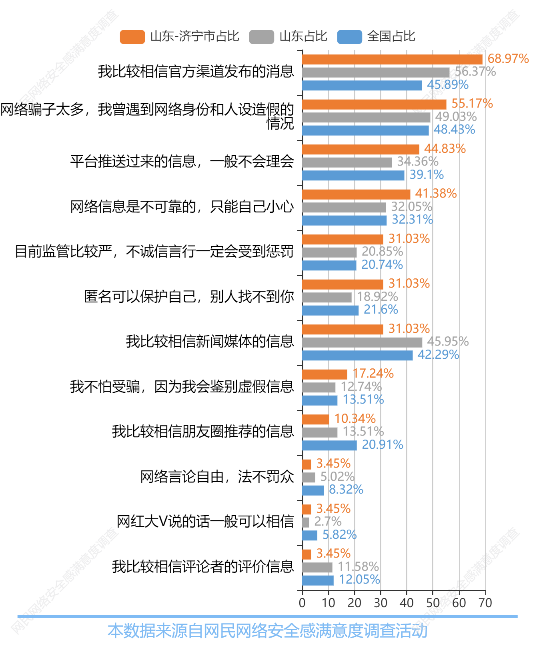 山东-济宁市占比 山东占比 全国占比
我比较相信官方渠道发布的消息
68.97%
56.37%
45.89%
网络骗子太多，我曾遇到网络身份和人设造假的
情况
55.17%
49.03%
48.43%
平台推送过来的信息，一般不会理会
44.83%
34.36%
39.1%
网络信息是不可靠的，只能自己小心
41.38%
32.05%
32.31%
目前监管比较严，不诚信言行一定会受到惩罚
31.03%
20.85%
20.74%
匿名可以保护自己，别人找不到你
31.03%
18.92%
21.6%
我比较相信新闻媒体的信息
31.03%
45.95%
42.29%
我不怕受骗，因为我会鉴别虚假信息
17.24%
12.74%
13.51%
我比较相信朋友圈推荐的信息
10.34%
13.51%
20.91%
网络言论自由，法不罚众
3.45%
5.02%
8.32%
网红大V说的话一般可以相信
3.45%
2.7%
5.82%
我比较相信评论者的评价信息
3.45%
11.58%
12.05%
0 10 20 30 40 50 60 70
本数据来源自网民网络安全感满意度调查活动